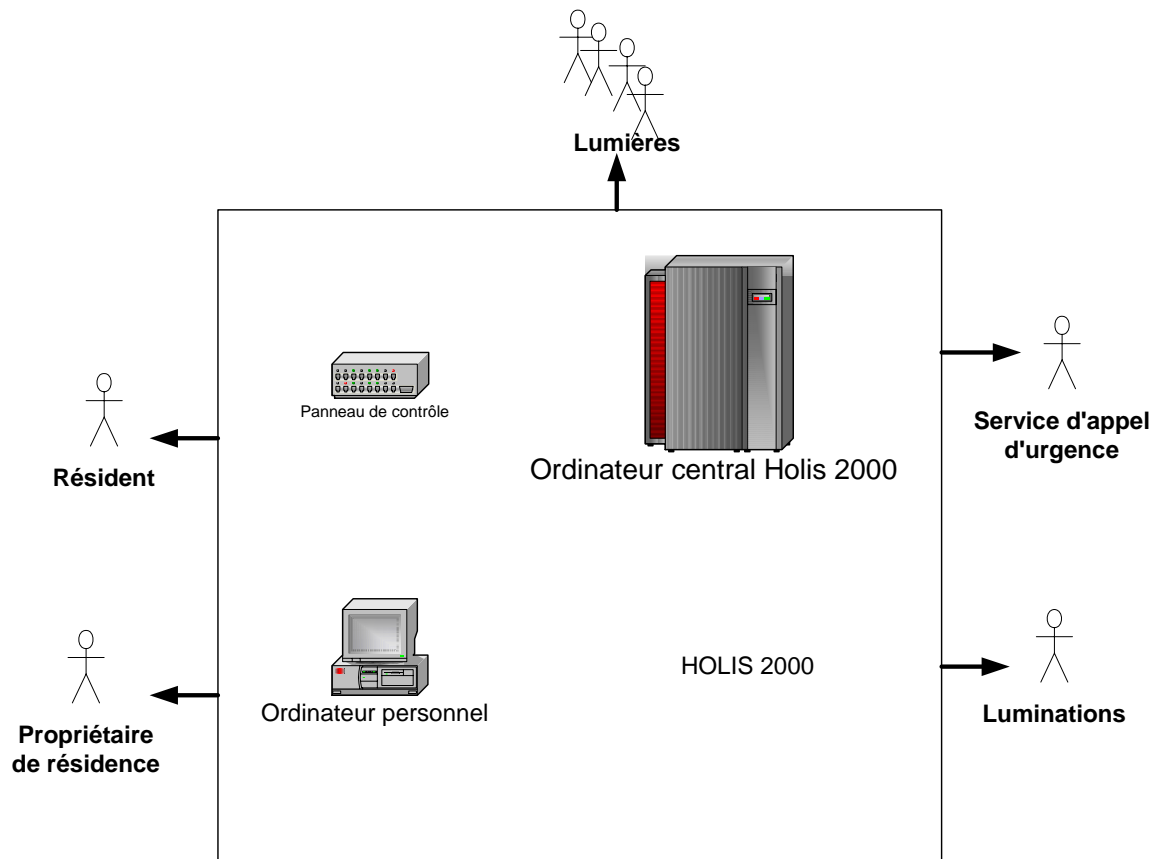 Lumières
Panneau de contrôle
Ordinateur central Holis 2000
Résident
Service d'appel
d'urgence
Ordinateur personnel
HOLIS 2000
Propriétaire
de résidence
Luminations